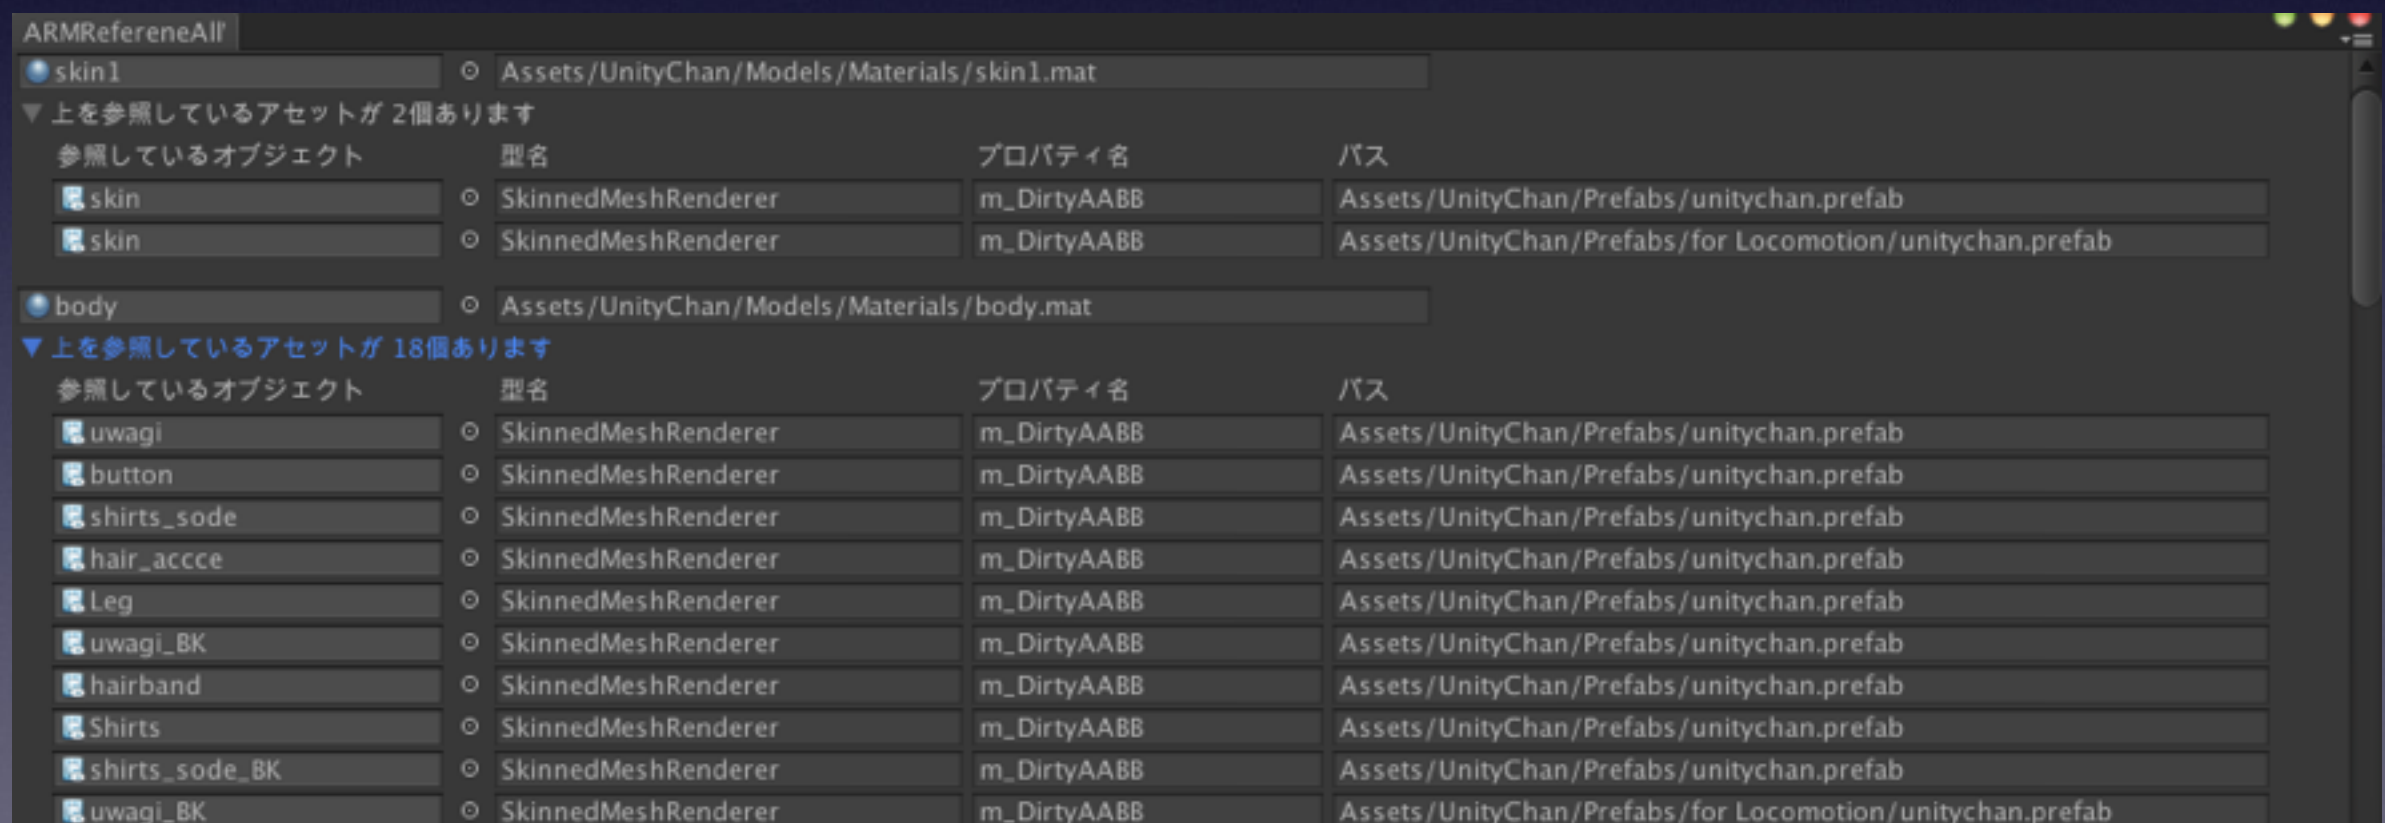 ARMRefereneAll
skin1 Assets/UnityChan/Models/Materials/skin1.mat
上を参照しているアセットが 2個あります
参照しているオブジェクト 型名 プロパティ名 パス
skin SkinnedMeshRenderer m_DirtyAABB Assets/UnityChan/Prefabs/unitychan.prefab
skin SkinnedMeshRenderer m_DirtyAABB Assets/UnityChan/Prefabs/for Locomotion/unitychan.prefab
body Assets/UnityChan/Models/Materials/body.mat
上を参照しているアセットが 18個あります
参照しているオブジェクト 型名 プロパティ名 パス
uwagi SkinnedMeshRenderer m_DirtyAABB Assets/UnityChan/Prefabs/unitychan.prefab
button SkinnedMeshRenderer m_DirtyAABB Assets/UnityChan/Prefabs/unitychan.prefab
shirts_sode SkinnedMeshRenderer m_DirtyAABB Assets/UnityChan/Prefabs/unitychan.prefab
hair_accce SkinnedMeshRenderer m_DirtyAABB Assets/UnityChan/Prefabs/unitychan.prefab
Leg SkinnedMeshRenderer m_DirtyAABB Assets/UnityChan/Prefabs/unitychan.prefab
uwagi_BK SkinnedMeshRenderer m_DirtyAABB Assets/UnityChan/Prefabs/unitychan.prefab
hairband SkinnedMeshRenderer m_DirtyAABB Assets/UnityChan/Prefabs/unitychan.prefab
Shirts SkinnedMeshRenderer m_DirtyAABB Assets/UnityChan/Prefabs/unitychan.prefab
shirts_sode_BK SkinnedMeshRenderer m_DirtyAABB Assets/UnityChan/Prefabs/unitychan.prefab
uwagi_BK SkinnedMeshRenderer m_DirtyAABB Assets/UnityChan/Prefabs/for Locomotion/unitychan.prefab